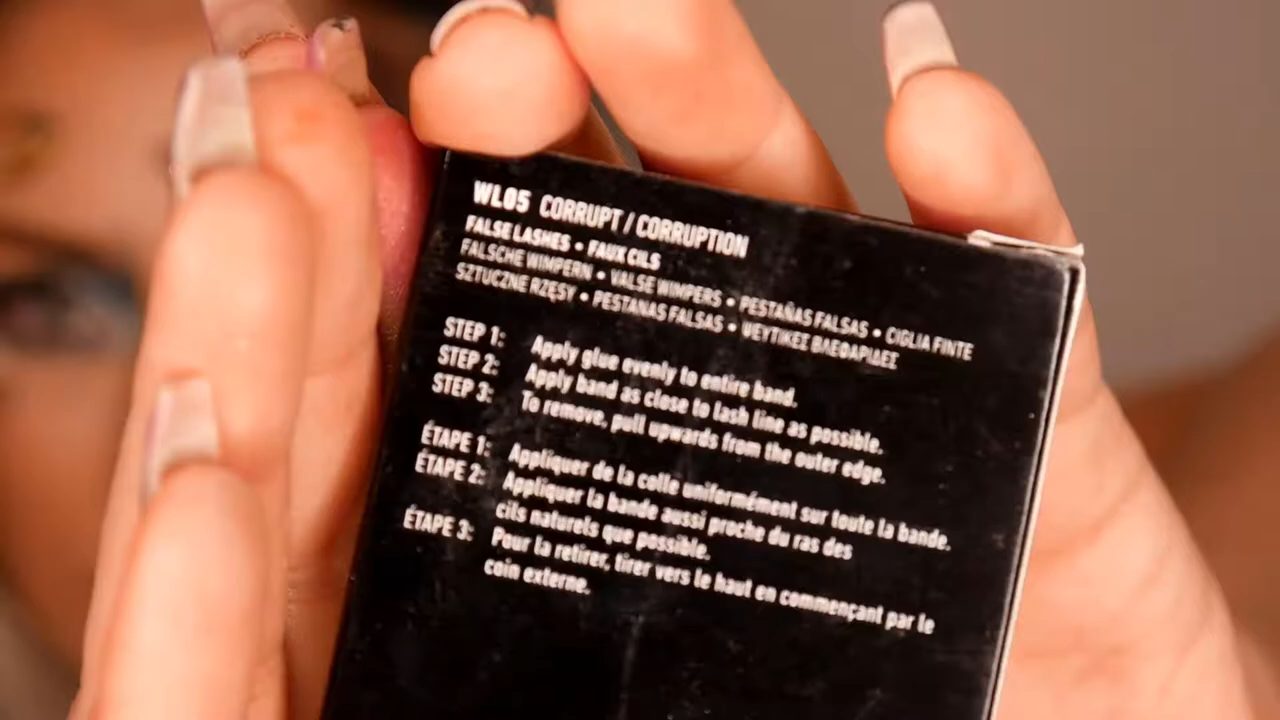 WL05 CORRUPT / CORRUPTION
FALSE LASHES • FAUX CILS
FALSCHE WIMPERN • VALSE WIMPERS • PESTAÑAS FALSAS • CIGLIA FINTE
SZTUCZNE RZĘSY • PESTANAS FALSAS • ΨΕΥΤΙΚΕΣ ΒΛΕΦΑΡΙΔΕΣ
STEP 1: Apply glue evenly to entire band.
STEP 2: Apply band as close to lash line as possible.
STEP 3: To remove, pull upwards from the outer edge.
ÉTAPE 1: Appliquer de la colle uniformément sur toute la bande.
ÉTAPE 2: Appliquer la bande aussi proche du ras des
cils naturels que possible.
ÉTAPE 3: Pour la retirer, tirer vers le haut en commençant par le
coin externe.